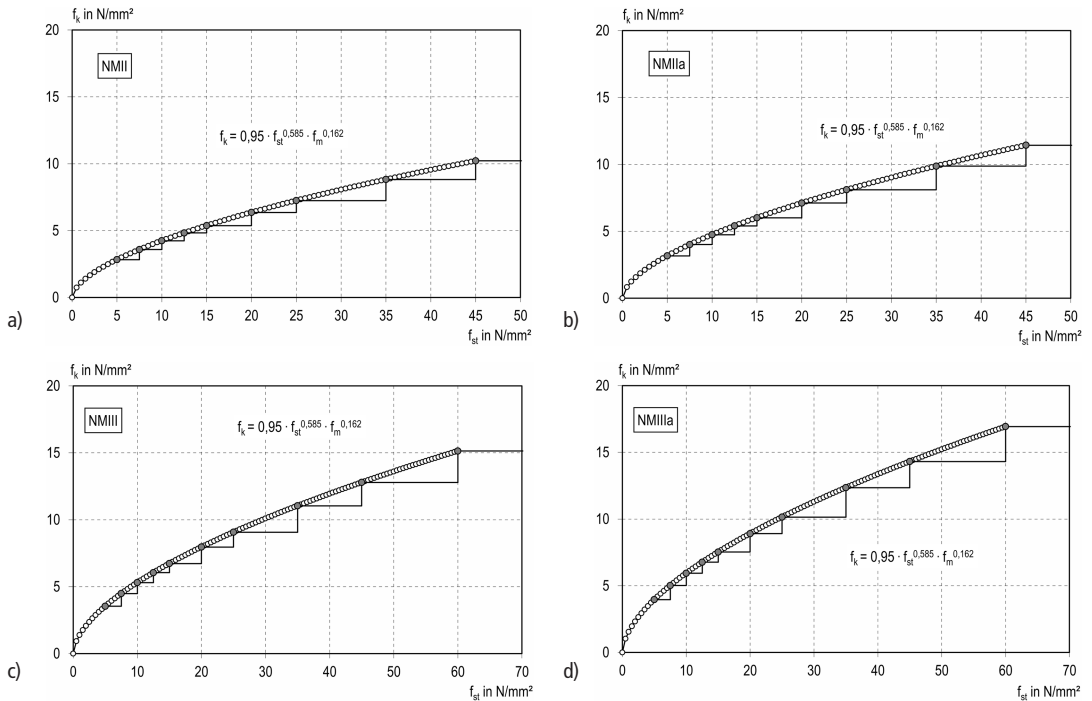 f_k in N/mm²
20
15
10
5
0
NMII
f_k = 0,95 · f_st^0,585 · f_m^0,162
0 5 10 15 20 25 30 35 40 45 50
f_st in N/mm²
a)
f_k in N/mm²
20
15
10
5
0
NMIIa
f_k = 0,95 · f_st^0,585 · f_m^0,162
0 5 10 15 20 25 30 35 40 45 50
f_st in N/mm²
b)
f_k in N/mm²
20
15
10
5
0
NMIII
f_k = 0,95 · f_st^0,585 · f_m^0,162
0 10 20 30 40 50 60 70
f_st in N/mm²
c)
f_k in N/mm²
20
15
10
5
0
NMIIIa
f_k = 0,95 · f_st^0,585 · f_m^0,162
0 10 20 30 40 50 60 70
f_st in N/mm²
d)